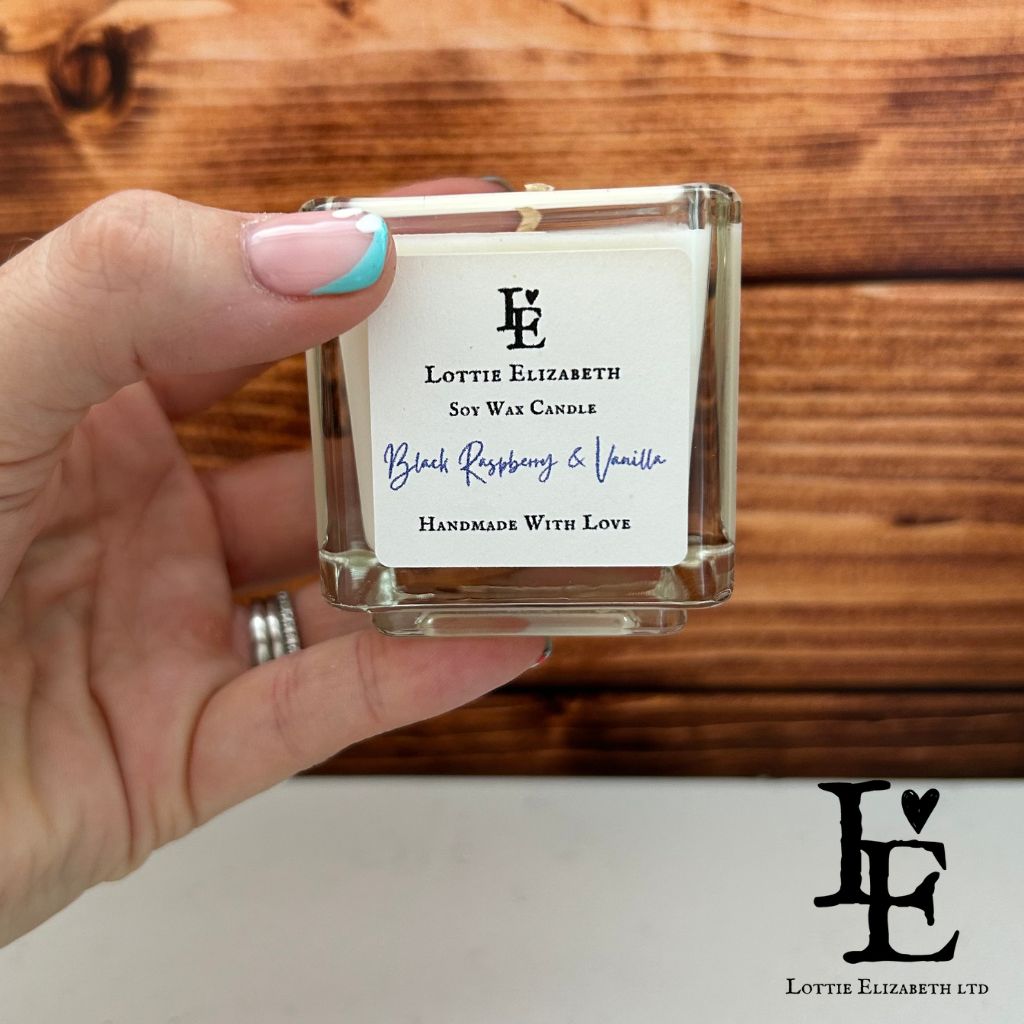 LE
Lottie Elizabeth
Soy Wax Candle
Black Raspberry & Vanilla
Handmade With Love
LE
Lottie Elizabeth Ltd